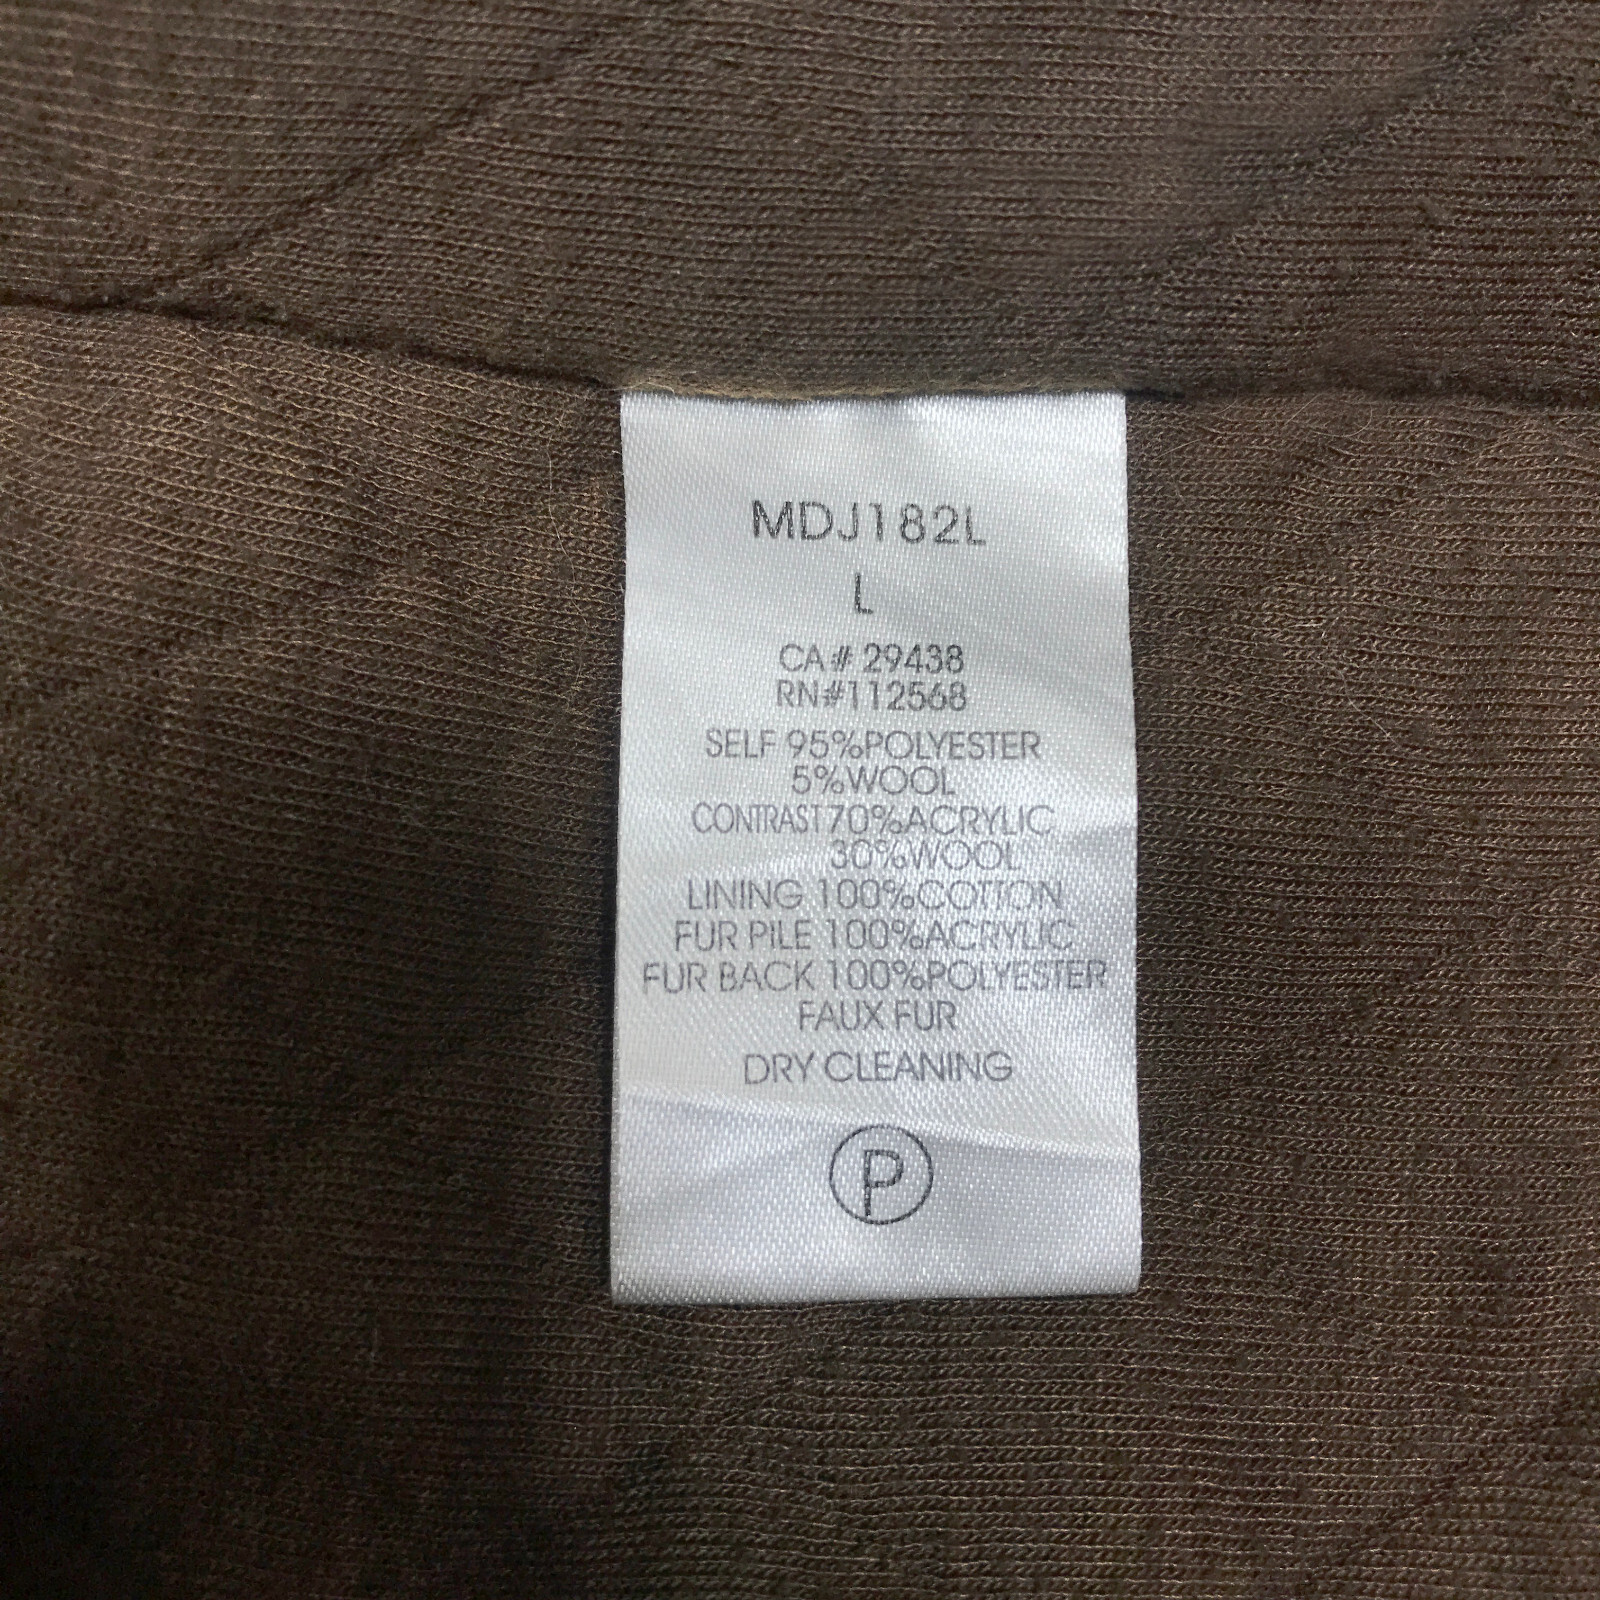 MDJ182L
L
CA# 29438
RN#112568
SELF 95%POLYESTER
5%WOOL
CONTRAST70%ACRYLIC
30%WOOL
LINING 100%COTTON
FUR PILE 100%ACRYLIC
FUR BACK 100%POLYESTER
FAUX FUR
DRY CLEANING
P